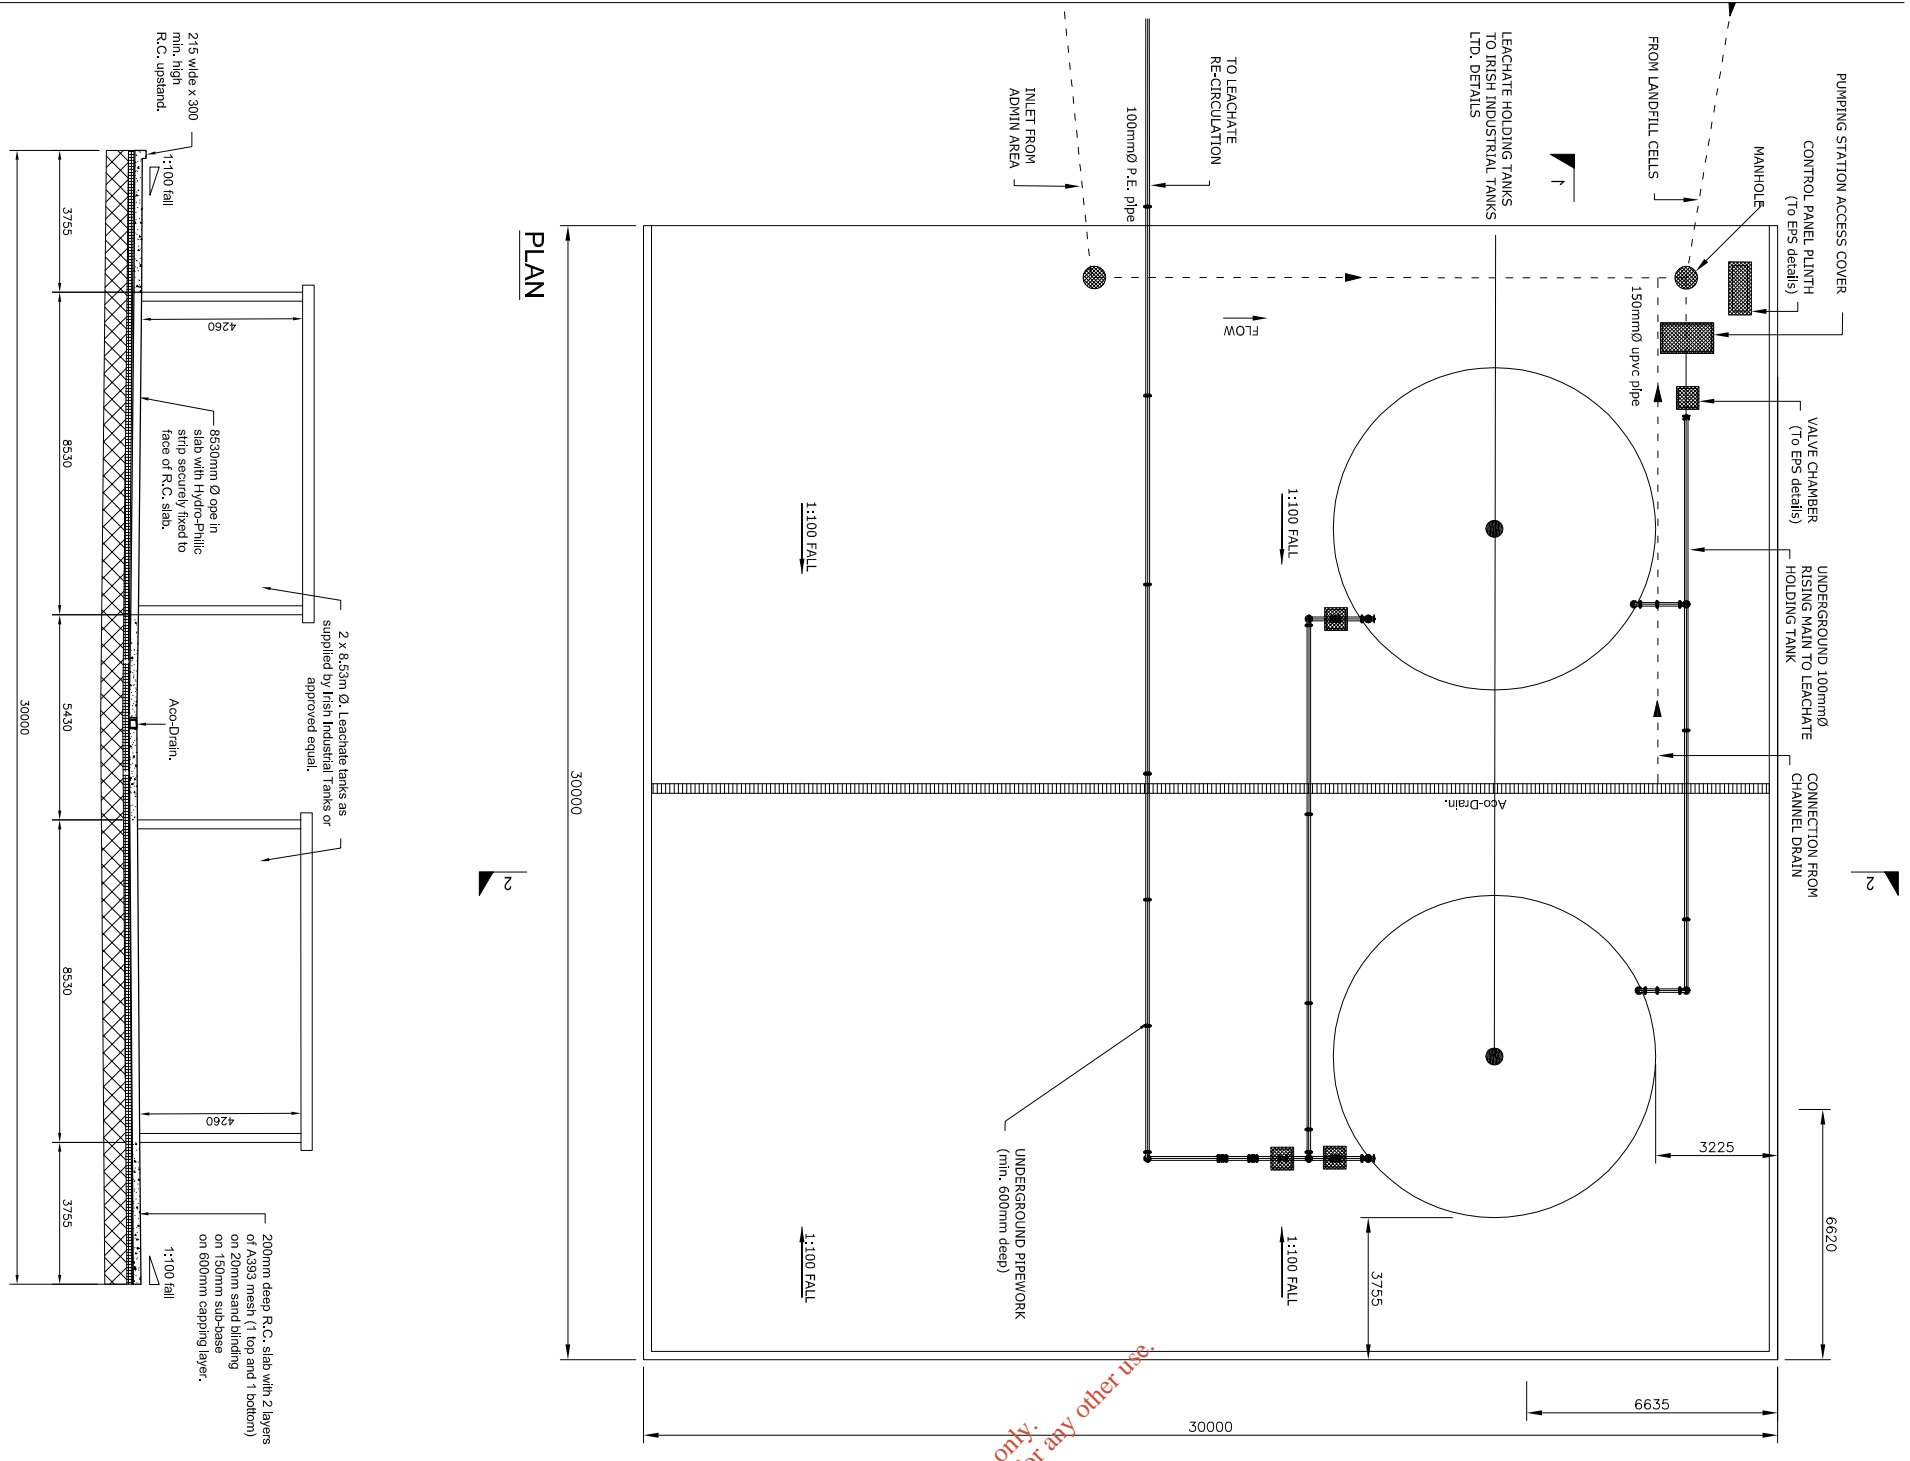 PUMPING STATION ACCESS COVER
CONTROL PANEL PLINTH
(To EPS details)
MANHOLE
FROM LANDFILL CELLS
LEACHATE HOLDING TANKS
TO IRISH INDUSTRIAL TANKS
LTD. DETAILS
TO LEACHATE
RE-CIRCULATION
INLET FROM
ADMIN AREA
100mmØ P.E. pipe
1
150mmØ upvc pipe
FLOW
VALVE CHAMBER
(To EPS details)
UNDERGROUND 100mmØ
RISING MAIN TO LEACHATE
HOLDING TANK
CONNECTION FROM
CHANNEL DRAIN
2
1:100 FALL
1:100 FALL
Aco-Drain.
2
UNDERGROUND PIPEWORK
(min. 600mm deep)
1:100 FALL
1:100 FALL
3225
6620
3755
6635
30000
30000
PLAN
215 wide x 300
min. high
R.C. upstand.
1:100 fall
4260
8530mm Ø ope in
slab with Hydro-Philic
strip securely fixed to
face of R.C. slab.
2 x 8.53m Ø. Leachate tanks as
supplied by Irish Industrial Tanks or
approved equal.
Aco-Drain.
4260
1:100 fall
200mm deep R.C. slab with 2 layers
of A393 mesh (1 top and 1 bottom)
on 20mm sand blinding
on 150mm sub-base
on 600mm capping layer.
3755
8530
5430
8530
3755
30000
only.
any other use.